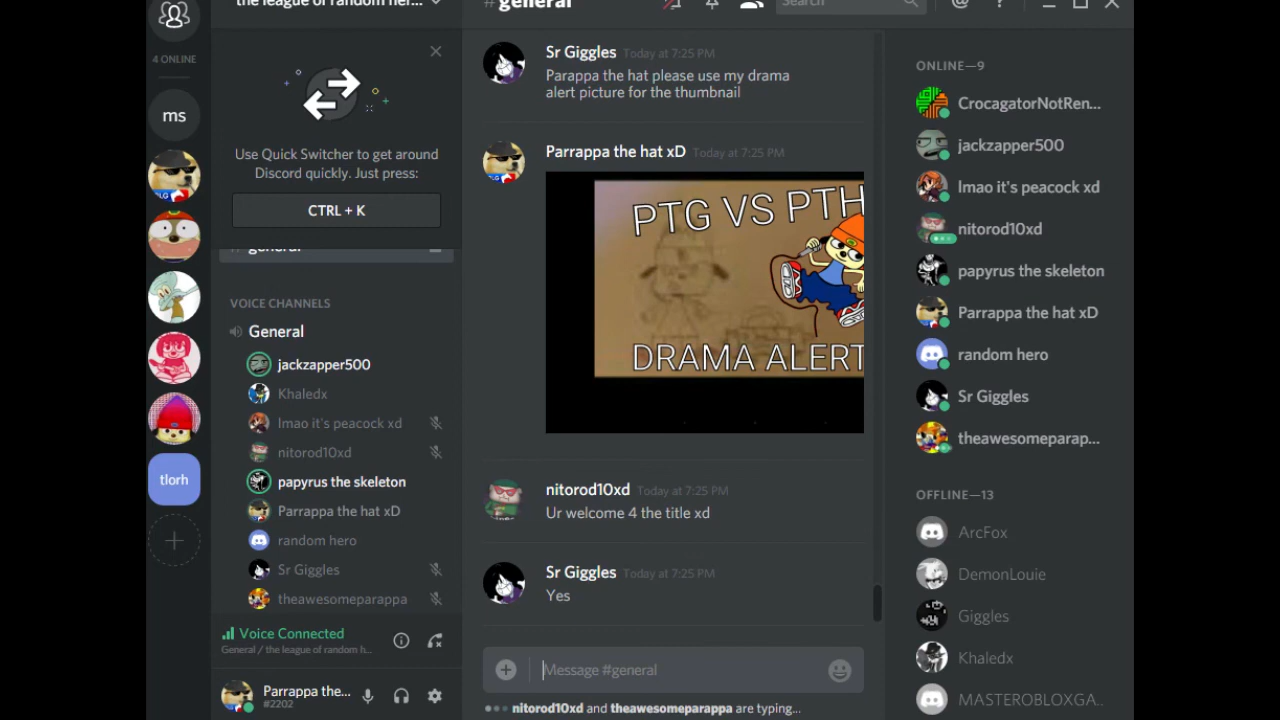 the league of random her...
#general
Search
4 ONLINE
ms
tlorh
Use Quick Switcher to get around
Discord quickly. Just press:
CTRL + K
general
VOICE CHANNELS
General
jackzapper500
Khaledx
lmao it's peacock xd
nitorod10xd
papyrus the skeleton
Parrappa the hat xD
random hero
Sr Giggles
theawesomeparappa
Voice Connected
General / the league of random h...
Parrappa the...
#2202
Sr Giggles Today at 7:25 PM
Parappa the hat please use my drama
alert picture for the thumbnail
Parrappa the hat xD Today at 7:25 PM
PTG VS PTH
DRAMA ALERT
nitorod10xd Today at 7:25 PM
Ur welcome 4 the title xd
Sr Giggles Today at 7:25 PM
Yes
Message #general
nitorod10xd and theawesomeparappa are typing...
ONLINE—9
CrocagatorNotRen...
jackzapper500
lmao it's peacock xd
nitorod10xd
papyrus the skeleton
Parrappa the hat xD
random hero
Sr Giggles
theawesomeparap...
OFFLINE—13
ArcFox
DemonLouie
Giggles
Khaledx
MASTEROBLOXGA...